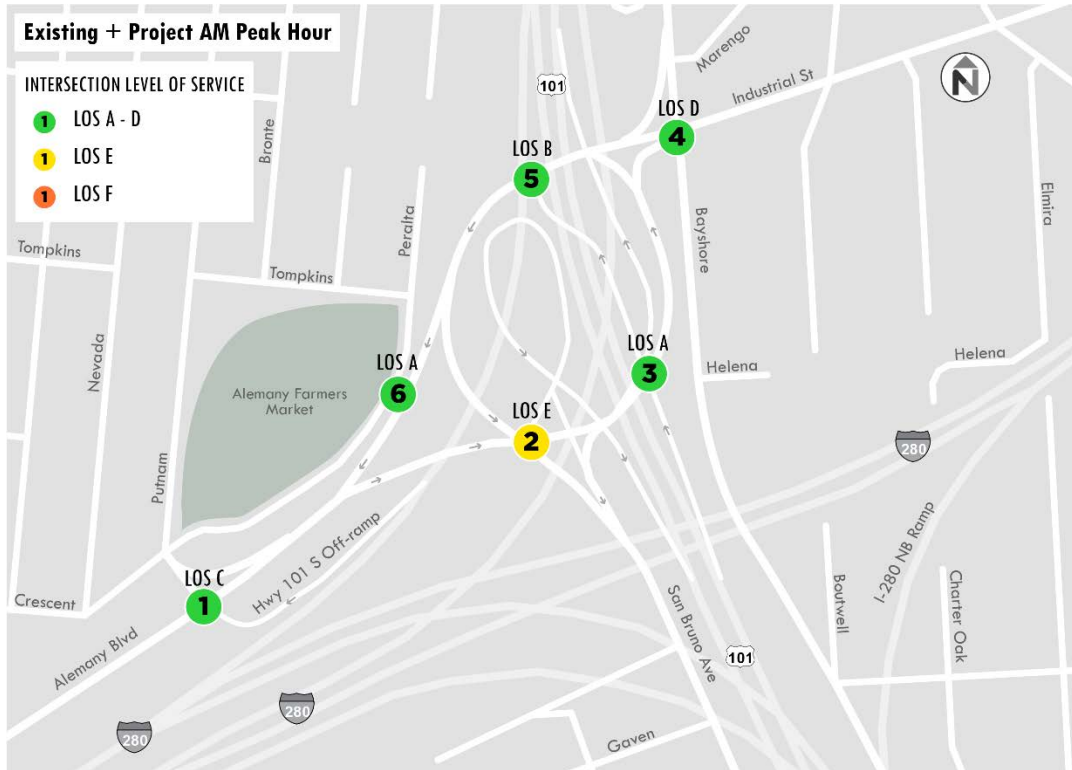 Existing + Project AM Peak Hour
INTERSECTION LEVEL OF SERVICE
1 LOS A - D
1 LOS E
1 LOS F
N
101
Marengo
Industrial St
LOS D
4
LOS B
5
Bronte
Peralta
Elmira
Bayshore
Tompkins
Tompkins
Nevada
Putnam
LOS A
6
LOS A
3
Helena
Helena
Alemany Farmers
Market
LOS E
2
280
Hwy 101 S Off-ramp
I-280 NB Ramp
LOS C
1
Crescent
Alemany Blvd
San Bruno Ave
Boutwell
Charter Oak
101
280
280
Gaven